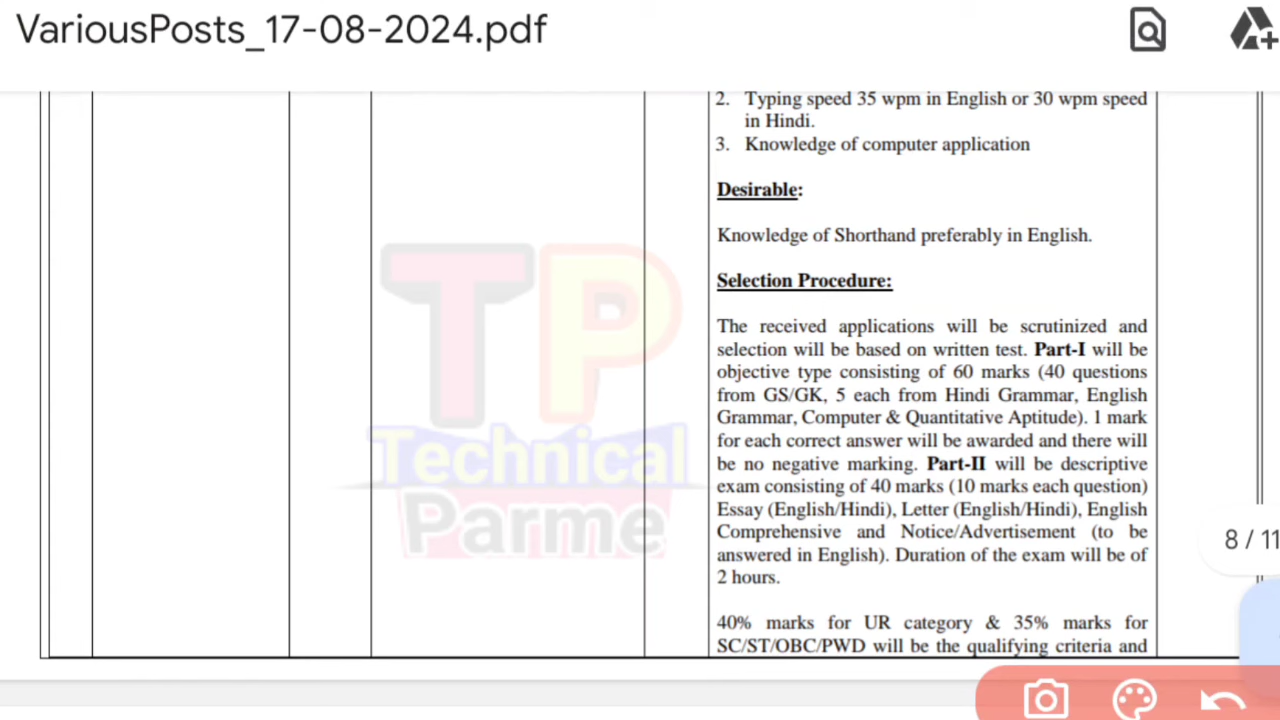 VariousPosts_17-08-2024.pdf
2. Typing speed 35 wpm in English or 30 wpm speed
in Hindi.
3. Knowledge of computer application
Desirable:
Knowledge of Shorthand preferably in English.
Selection Procedure:
The received applications will be scrutinized and
selection will be based on written test. Part-I will be
objective type consisting of 60 marks (40 questions
from GS/GK, 5 each from Hindi Grammar, English
Grammar, Computer & Quantitative Aptitude). 1 mark
for each correct answer will be awarded and there will
be no negative marking. Part-II will be descriptive
exam consisting of 40 marks (10 marks each question)
Essay (English/Hindi), Letter (English/Hindi), English
Comprehensive and Notice/Advertisement (to be
answered in English). Duration of the exam will be of
2 hours.
40% marks for UR category & 35% marks for
SC/ST/OBC/PWD will be the qualifying criteria and
TP
Technical
Parme
8 / 11